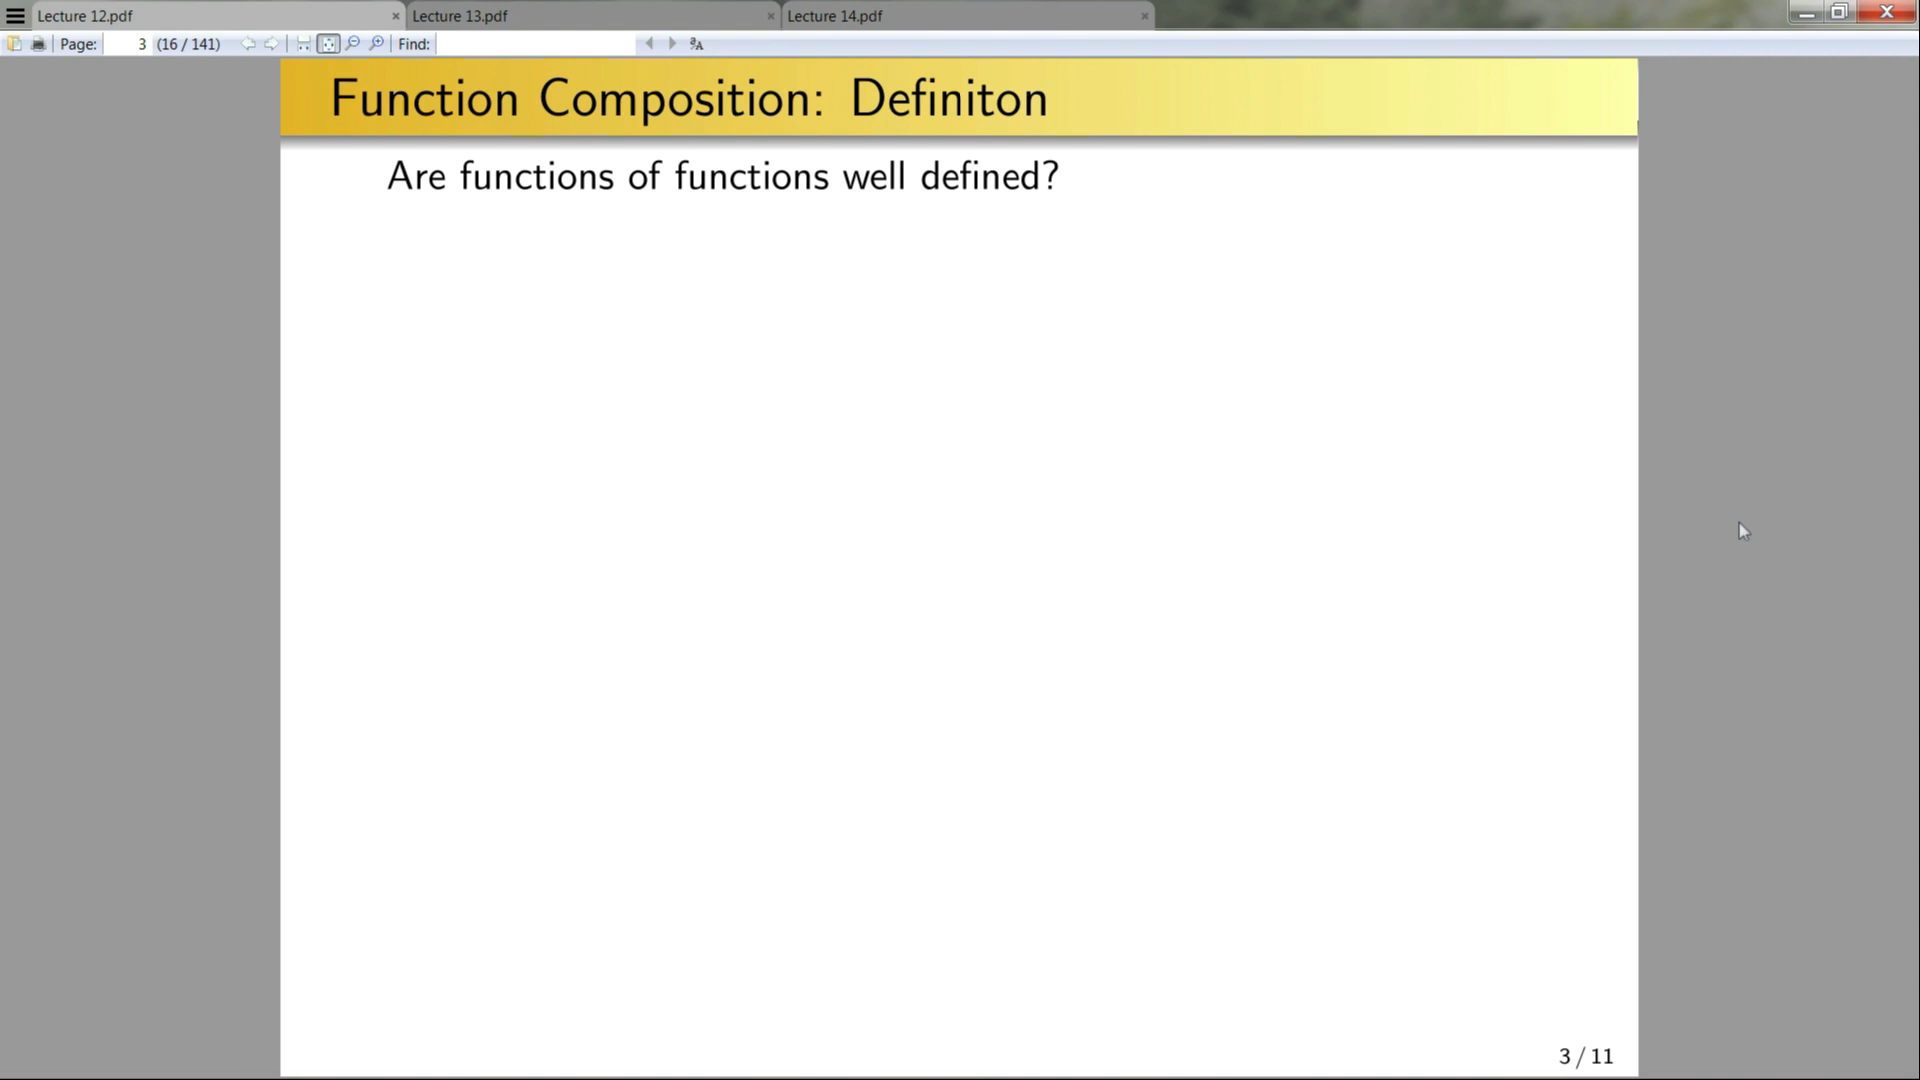 Lecture 12.pdf
Lecture 13.pdf
Lecture 14.pdf
Page: 3 (16 / 141) Find:
Function Composition: Definiton
Are functions of functions well defined?
3 / 11